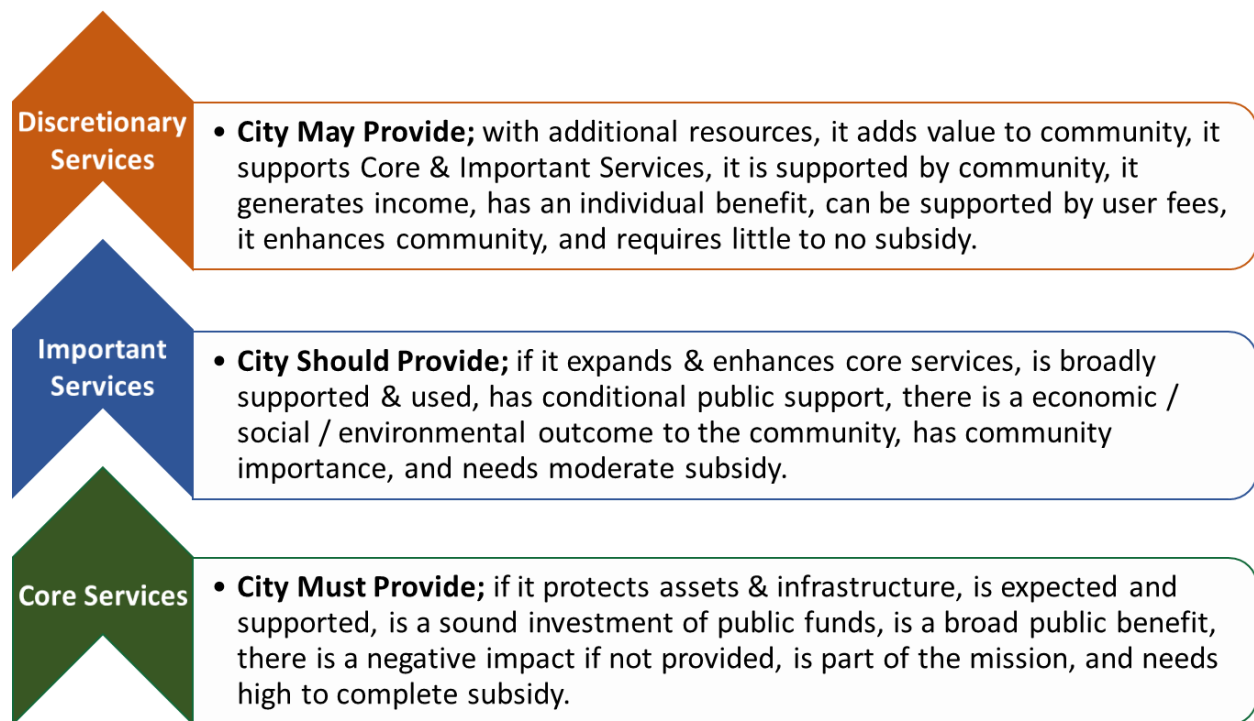 Discretionary
Services
• City May Provide; with additional resources, it adds value to community, it
supports Core & Important Services, it is supported by community, it
generates income, has an individual benefit, can be supported by user fees,
it enhances community, and requires little to no subsidy.
Important
Services
• City Should Provide; if it expands & enhances core services, is broadly
supported & used, has conditional public support, there is a economic /
social / environmental outcome to the community, has community
importance, and needs moderate subsidy.
Core Services
• City Must Provide; if it protects assets & infrastructure, is expected and
supported, is a sound investment of public funds, is a broad public benefit,
there is a negative impact if not provided, is part of the mission, and needs
high to complete subsidy.